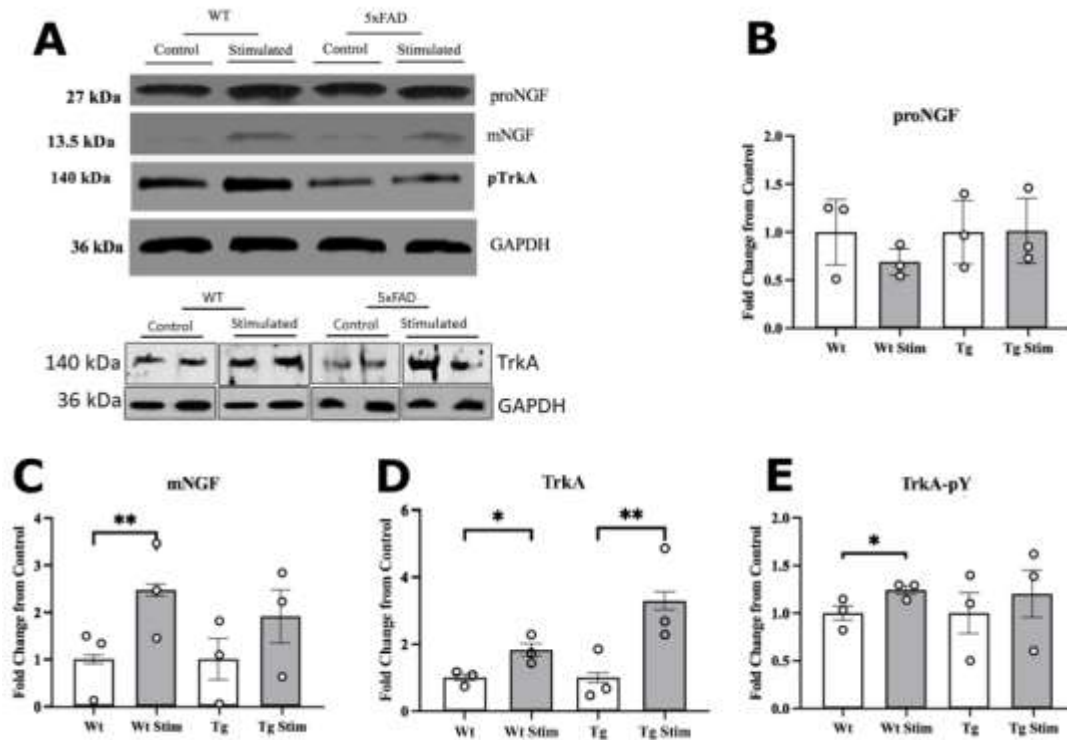 A
WT 5xFAD
Control Stimulated Control Stimulated
27 kDa proNGF
13.5 kDa mNGF
140 kDa pTrkA
36 kDa GAPDH
WT 5xFAD
Control Stimulated Control Stimulated
140 kDa TrkA
36 kDa GAPDH
B
proNGF
Fold Change from Control
2.0
1.5
1.0
0.5
0.0
Wt Wt Stim Tg Tg Stim
C
mNGF
Fold Change from Control
**
4
3
2
1
0
Wt Wt Stim Tg Tg Stim
D
TrkA
Fold Change from Control
* **
6
4
2
0
Wt Wt Stim Tg Tg Stim
E
TrkA-pY
Fold Change from Control
*
2.0
1.5
1.0
0.5
0.0
Wt Wt Stim Tg Tg Stim